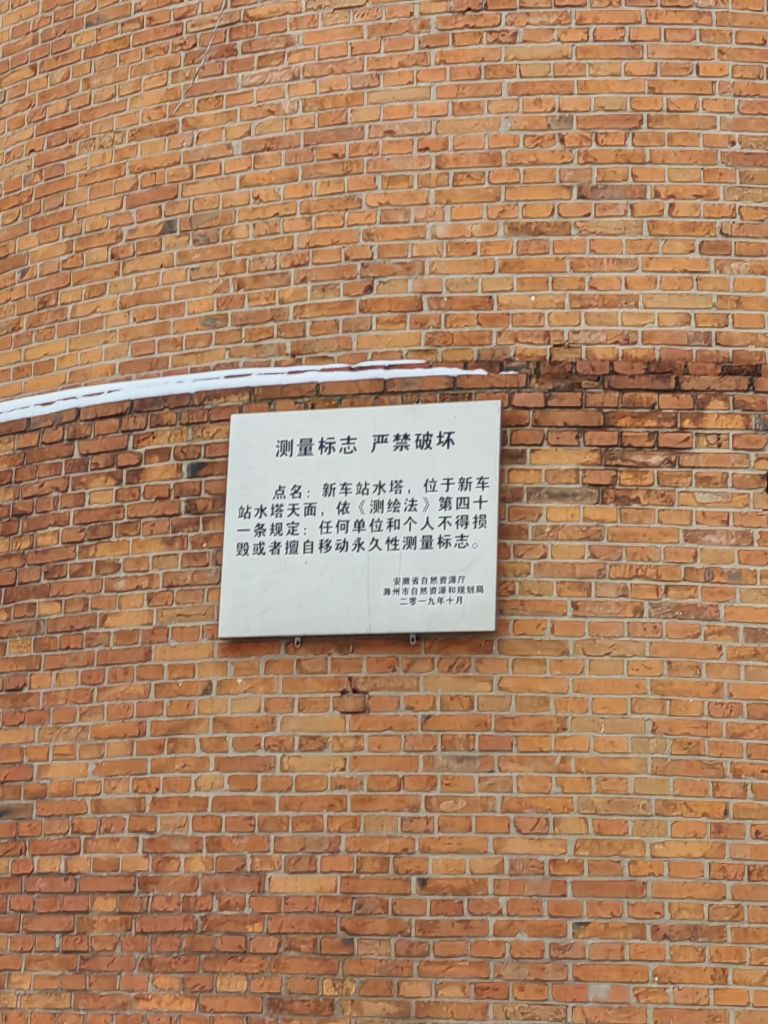 测量标志 严禁破坏
点名：新车站水塔，位于新车
站水塔天面，依《测绘法》第四十
一条规定：任何单位和个人不得损
毁或者擅自移动永久性测量标志。
安徽省自然资源厅
滁州市自然资源和规划局
二零一九年十月